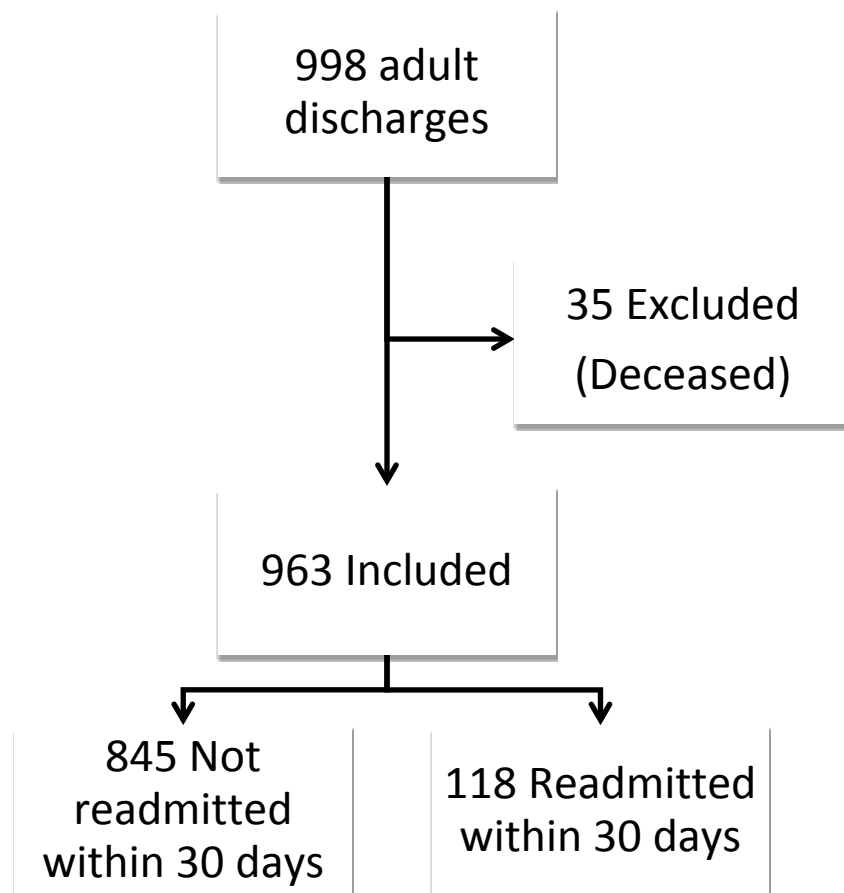 998 adult
discharges
35 Excluded
(Deceased)
963 Included
845 Not
readmitted
within 30 days
118 Readmitted
within 30 days